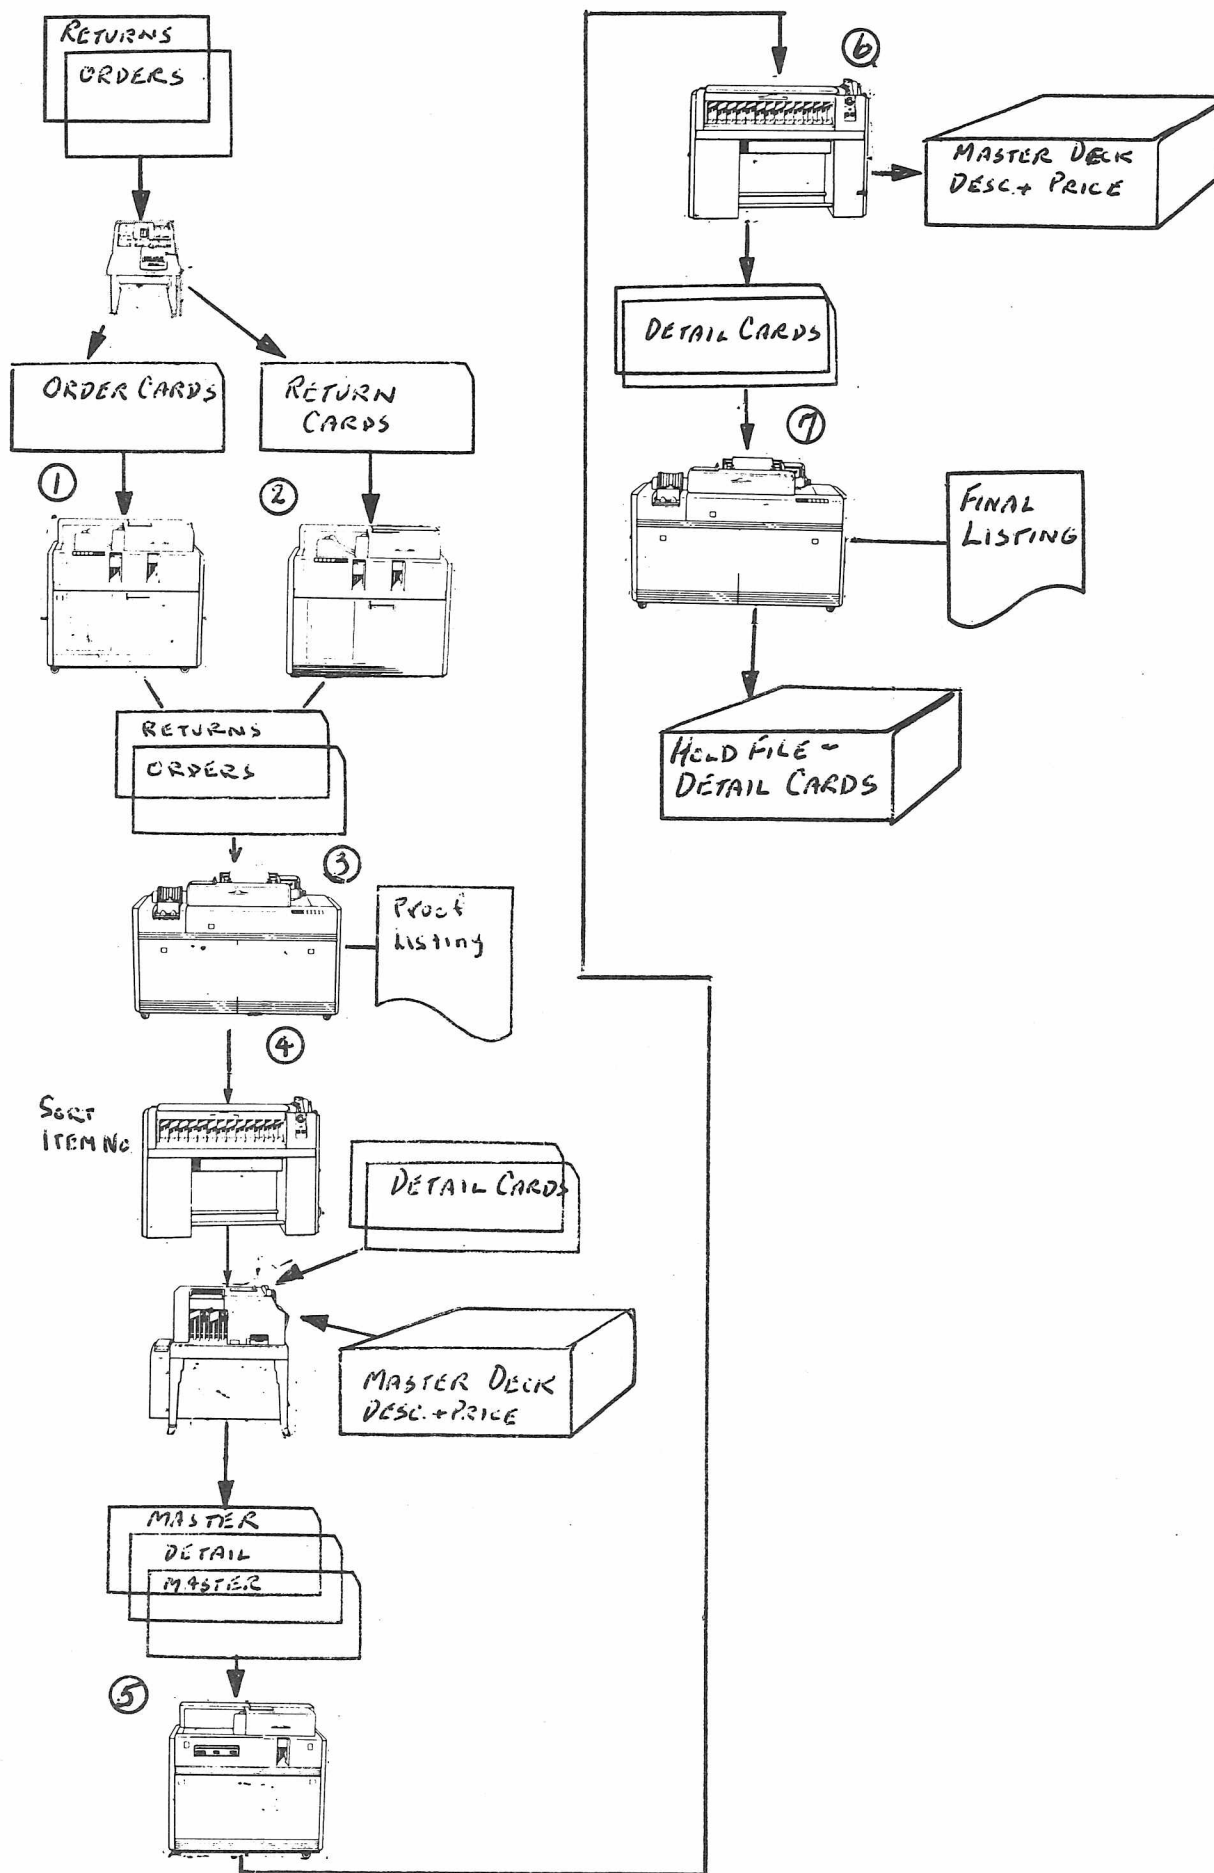 RETURNS
ORDERS
ORDER CARDS
RETURN
CARDS
1
2
RETURNS
ORDERS
3
Proof
Listing
4
SORT
ITEM NO.
DETAIL CARDS
MASTER DECK
DESC. + PRICE
MASTER
DETAIL
MASTER
5
6
MASTER DECK
DESC. + PRICE
DETAIL CARDS
7
FINAL
LISTING
HOLD FILE -
DETAIL CARDS